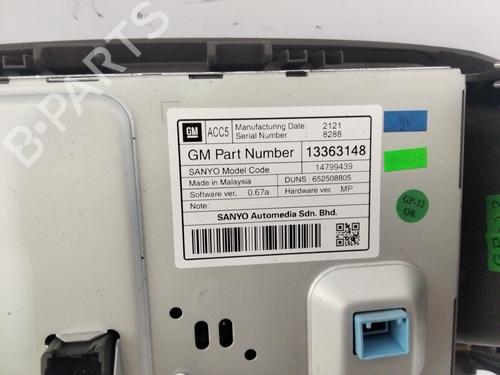 B-PARTS
GM
ACC5
Manufacturing Date: 2121
Serial Number 8288
GM Part Number 13363148
SANYO Model Code 14799439
Made in Malaysia DUNS : 652508805
Software ver. 0.67a Hardware ver. MP
Note:
SANYO Automedia Sdn. Bhd.
GP-12
OK